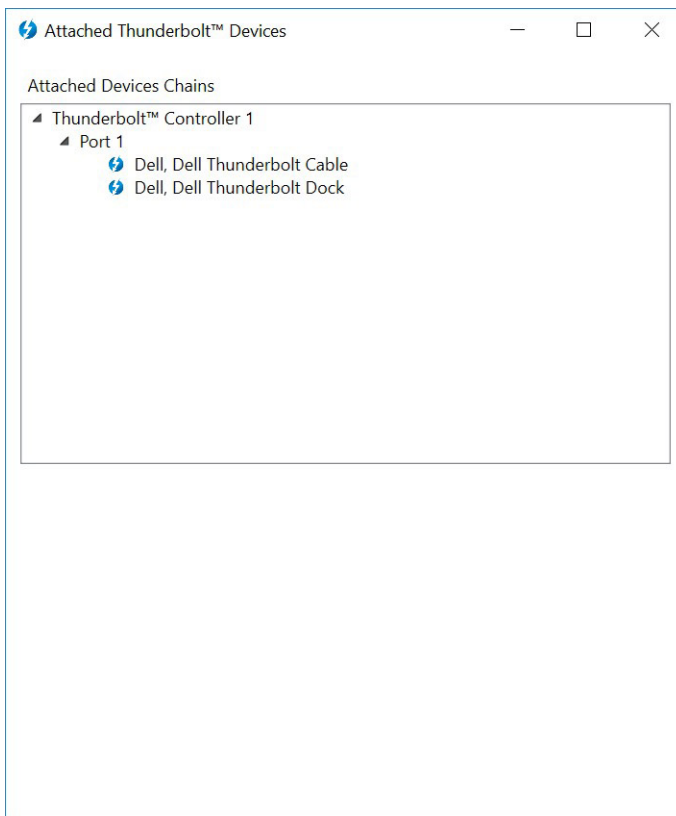 Attached Thunderbolt™ Devices
Attached Devices Chains
Thunderbolt™ Controller 1
Port 1
Dell, Dell Thunderbolt Cable
Dell, Dell Thunderbolt Dock